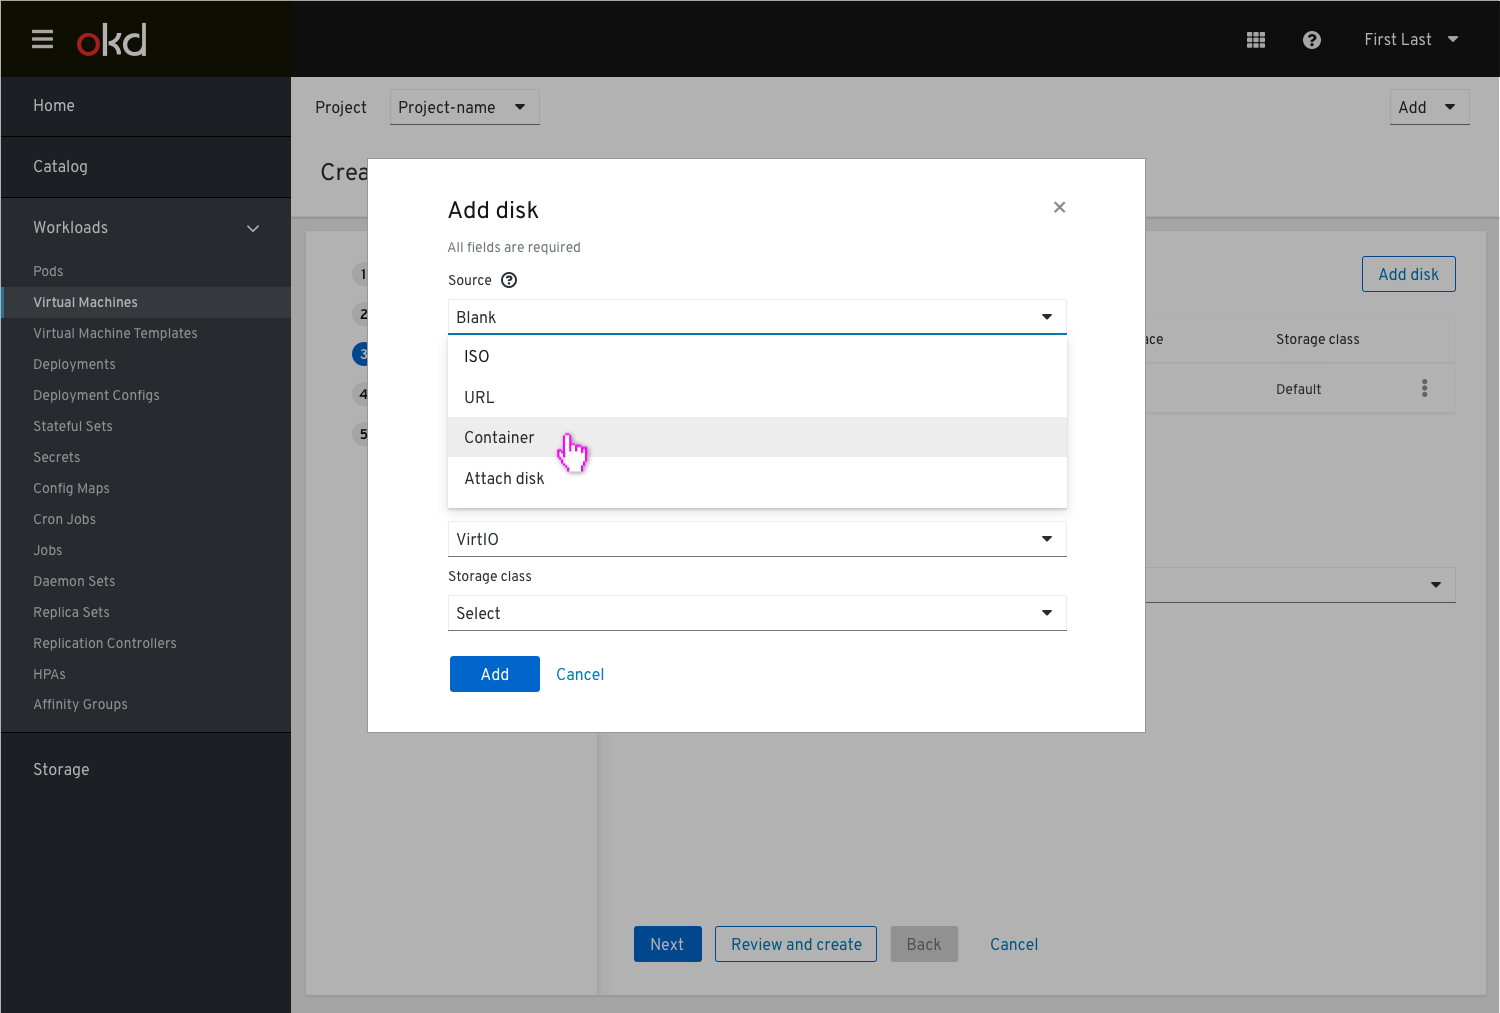 okd
First Last
Home
Catalog
Workloads
Pods
Virtual Machines
Virtual Machine Templates
Deployments
Deployment Configs
Stateful Sets
Secrets
Config Maps
Cron Jobs
Jobs
Daemon Sets
Replica Sets
Replication Controllers
HPAs
Affinity Groups
Storage
Project
Project-name
Add
Crea
1
2
3
4
5
Add disk
ace
Storage class
Default
Add disk
×
All fields are required
Source
Blank
ISO
URL
Container
Attach disk
VirtIO
Storage class
Select
Add
Cancel
Next
Review and create
Back
Cancel